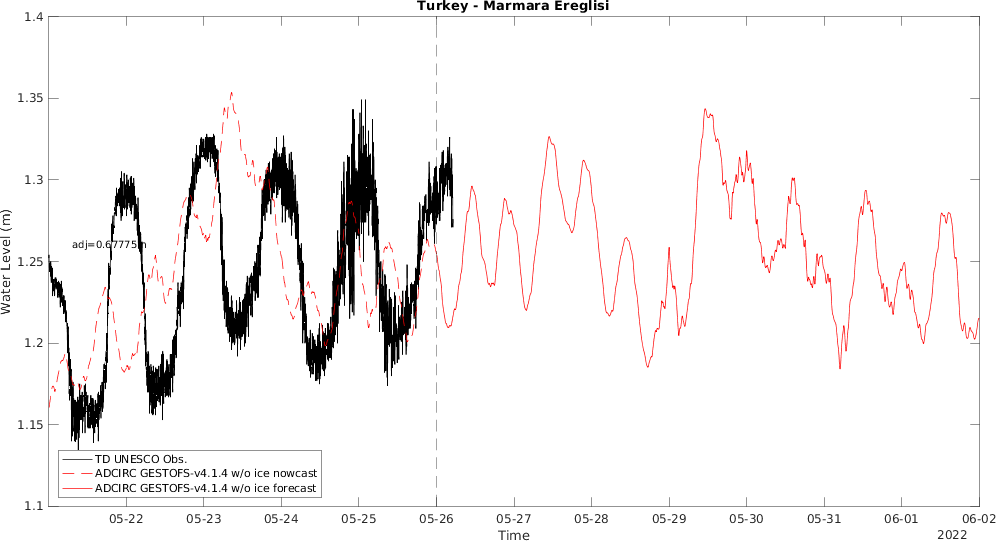 Turkey - Marmara Ereglisi
1.4
1.35
1.3
1.25
1.2
1.15
1.1
Water Level (m)
adj=0.67775m
TD UNESCO Obs.
ADCIRC GESTOFS-v4.1.4 w/o ice nowcast
ADCIRC GESTOFS-v4.1.4 w/o ice forecast
05-22 05-23 05-24 05-25 05-26 05-27 05-28 05-29 05-30 05-31 06-01 06-02
Time
2022